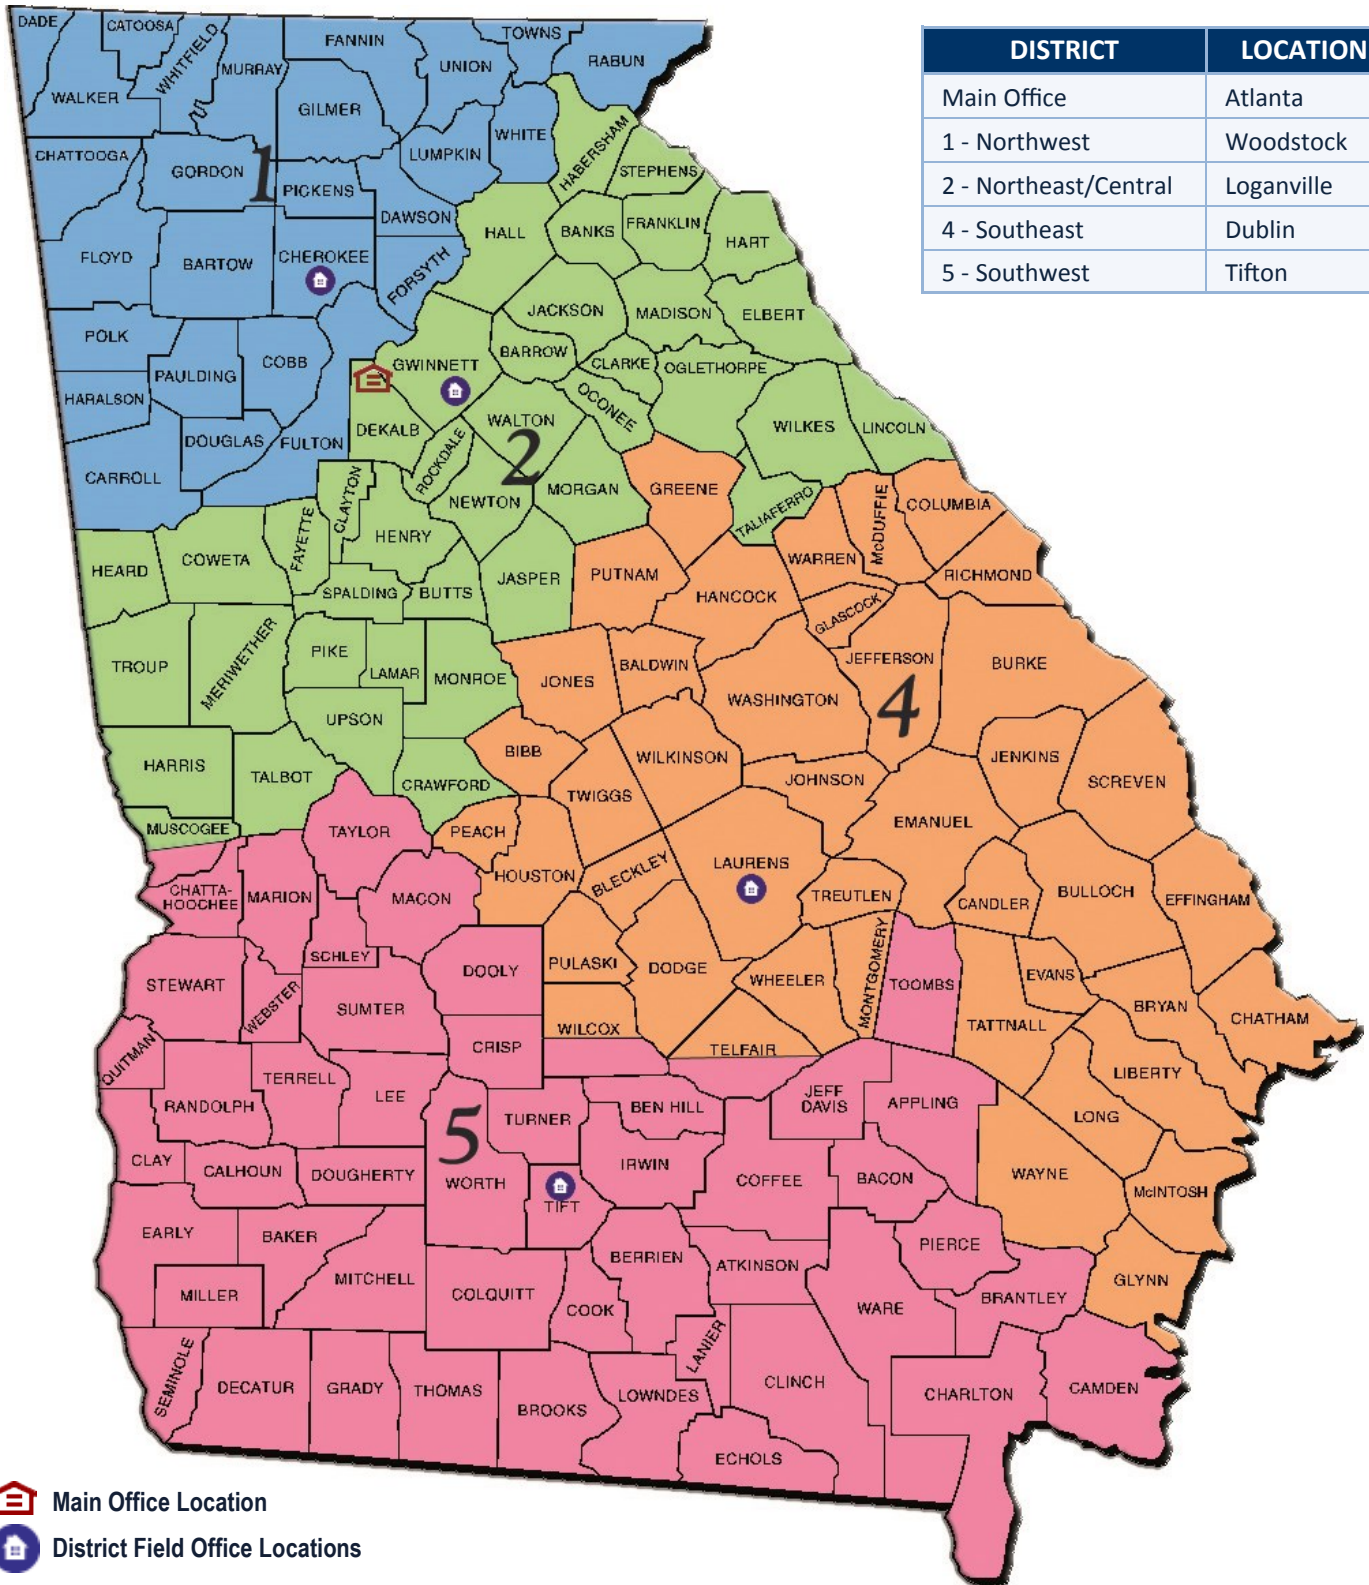 DISTRICT LOCATION
Main Office Atlanta
1 - Northwest Woodstock
2 - Northeast/Central Loganville
4 - Southeast Dublin
5 - Southwest Tifton
DADE
CATOOSA
WHITFIELD
MURRAY
FANNIN
UNION
TOWNS
RABUN
WALKER
GILMER
WHITE
LUMPKIN
HABERSHAM
STEPHENS
CHATTOOGA
GORDON
1
PICKENS
DAWSON
HALL
BANKS
FRANKLIN
HART
FLOYD
BARTOW
CHEROKEE
FORSYTH
JACKSON
MADISON
ELBERT
POLK
PAULDING
COBB
GWINNETT
BARROW
CLARKE
OGLETHORPE
HARALSON
OCONEE
DOUGLAS
FULTON
DEKALB
ROCKDALE
WALTON
2
WILKES
LINCOLN
CARROLL
CLAYTON
NEWTON
MORGAN
GREENE
TALIAFERRO
McDUFFIE
COLUMBIA
HEARD
COWETA
FAYETTE
HENRY
WARREN
RICHMOND
SPALDING
BUTTS
JASPER
PUTNAM
HANCOCK
GLASCOCK
TROUP
MERIWETHER
PIKE
LAMAR
MONROE
JONES
BALDWIN
WASHINGTON
JEFFERSON
4
BURKE
UPSON
HARRIS
TALBOT
CRAWFORD
BIBB
TWIGGS
WILKINSON
JOHNSON
JENKINS
SCREVEN
MUSCOGEE
TAYLOR
PEACH
EMANUEL
CHATTA-
HOOCHEE
MARION
MACON
HOUSTON
BLECKLEY
LAURENS
TREUTLEN
CANDLER
BULLOCH
EFFINGHAM
SCHLEY
DOOLY
PULASKI
DODGE
WHEELER
MONTGOMERY
TOOMBS
EVANS
STEWART
WEBSTER
SUMTER
WILCOX
TELFAIR
TATTNALL
BRYAN
CHATHAM
QUITMAN
CRISP
LIBERTY
RANDOLPH
TERRELL
LEE
TURNER
BEN HILL
JEFF
DAVIS
APPLING
LONG
CLAY
CALHOUN
DOUGHERTY
5
WORTH
TIFT
IRWIN
COFFEE
BACON
WAYNE
McINTOSH
EARLY
BAKER
MITCHELL
BERRIEN
ATKINSON
PIERCE
MILLER
COLQUITT
COOK
WARE
BRANTLEY
GLYNN
SEMINOLE
DECATUR
GRADY
THOMAS
BROOKS
LOWNDES
LANIER
CLINCH
CHARLTON
CAMDEN
ECHOLS
Main Office Location
District Field Office Locations